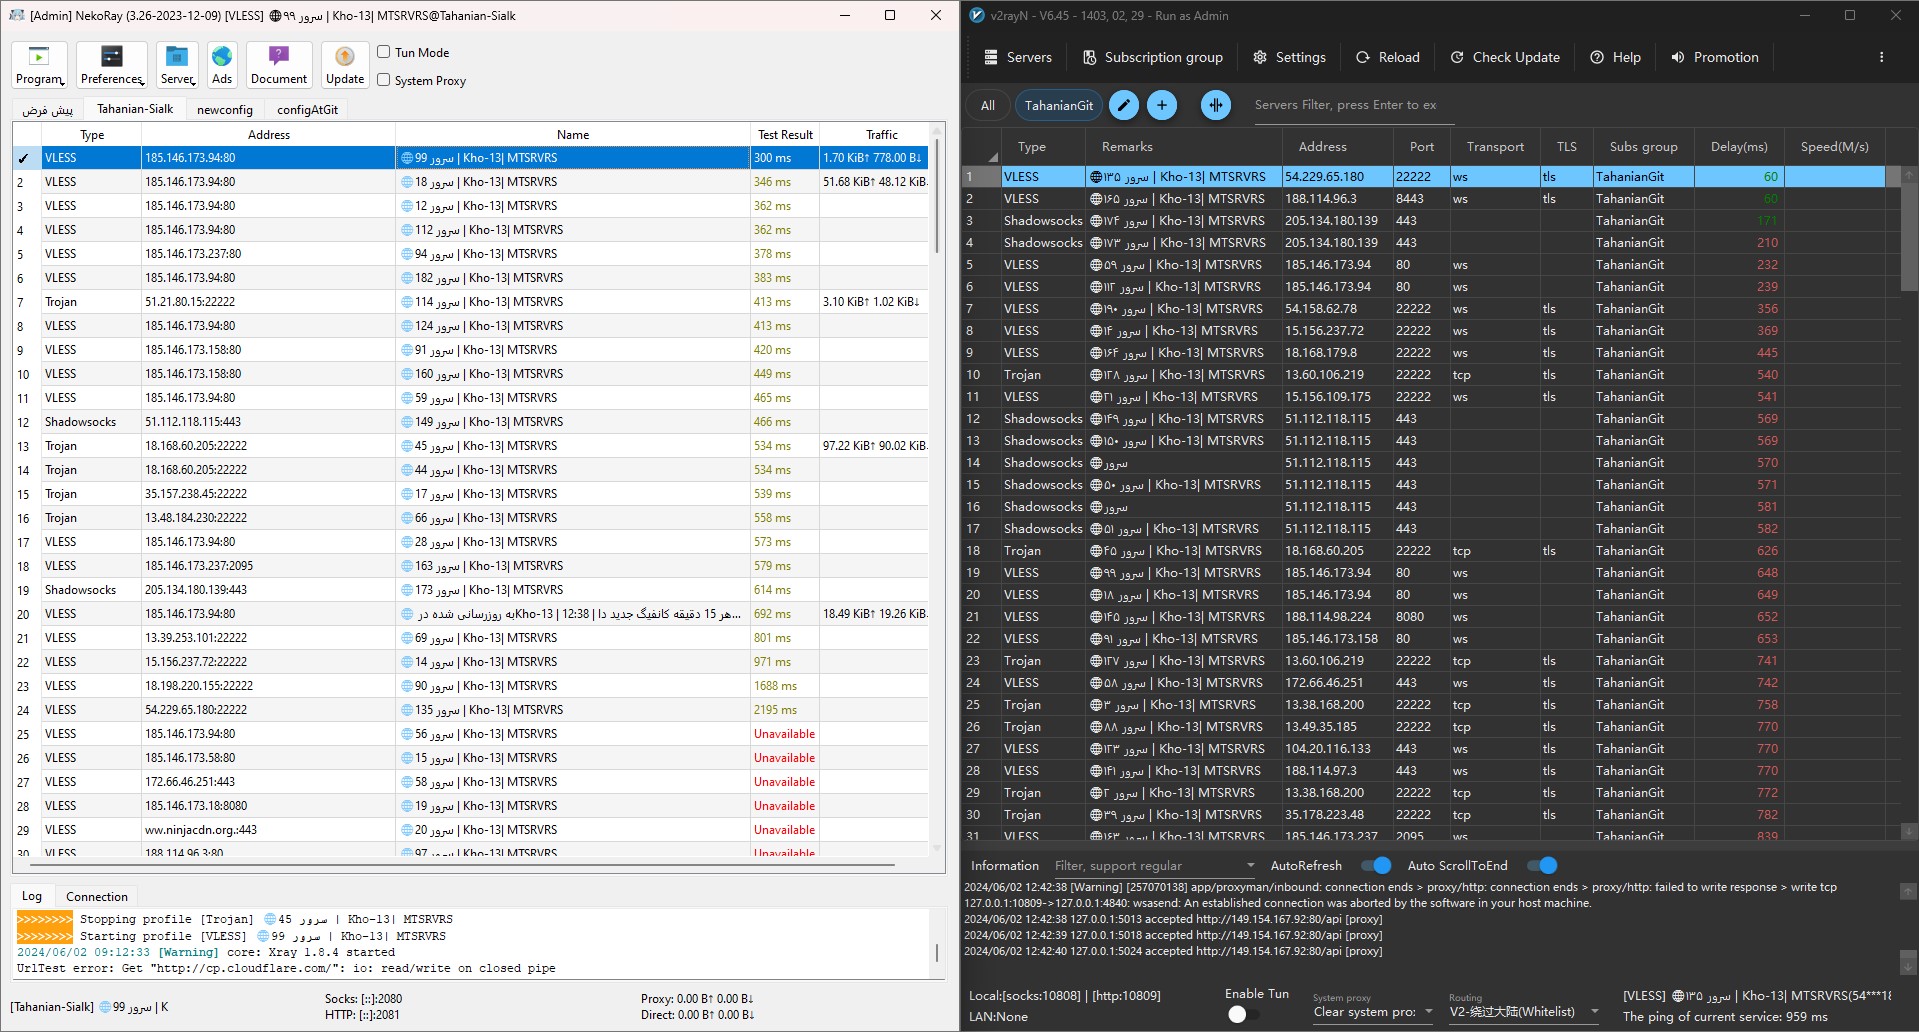 [Admin] NekoRay (3.26-2023-12-09) [VLESS] 🌐سرور ۹۹ | Kho-13| MTSRVRS@Tahanian-Sialk
Program
Preferences
Server
Ads
Document
Update
Tun Mode
System Proxy
پیش فرض
Tahanian-Sialk
newconfig
configAtGit
Type Address Name Test Result Traffic
✓ VLESS 185.146.173.94:80 🌐سرور 99 | Kho-13| MTSRVRS 300 ms 1.70 KiB↑ 778.00 B↓
2 VLESS 185.146.173.94:80 🌐سرور 18 | Kho-13| MTSRVRS 346 ms 51.68 KiB↑ 48.12 KiB
3 VLESS 185.146.173.94:80 🌐سرور 12 | Kho-13| MTSRVRS 362 ms
4 VLESS 185.146.173.94:80 🌐سرور 112 | Kho-13| MTSRVRS 362 ms
5 VLESS 185.146.173.237:80 🌐سرور 94 | Kho-13| MTSRVRS 378 ms
6 VLESS 185.146.173.94:80 🌐سرور 182 | Kho-13| MTSRVRS 383 ms
7 Trojan 51.21.80.15:22222 🌐سرور 114 | Kho-13| MTSRVRS 413 ms 3.10 KiB↑ 1.02 KiB↓
8 VLESS 185.146.173.94:80 🌐سرور 124 | Kho-13| MTSRVRS 413 ms
9 VLESS 185.146.173.158:80 🌐سرور 91 | Kho-13| MTSRVRS 420 ms
10 VLESS 185.146.173.158:80 🌐سرور 160 | Kho-13| MTSRVRS 449 ms
11 VLESS 185.146.173.94:80 🌐سرور 59 | Kho-13| MTSRVRS 465 ms
12 Shadowsocks 51.112.118.115:443 🌐سرور 149 | Kho-13| MTSRVRS 466 ms
13 Trojan 18.168.60.205:22222 🌐سرور 45 | Kho-13| MTSRVRS 534 ms 97.22 KiB↑ 90.02 KiB
14 Trojan 18.168.60.205:22222 🌐سرور 44 | Kho-13| MTSRVRS 534 ms
15 Trojan 35.157.238.45:22222 🌐سرور 17 | Kho-13| MTSRVRS 539 ms
16 Trojan 13.48.184.230:22222 🌐سرور 66 | Kho-13| MTSRVRS 558 ms
17 VLESS 185.146.173.94:80 🌐سرور 28 | Kho-13| MTSRVRS 573 ms
18 VLESS 185.146.173.237:2095 🌐سرور 163 | Kho-13| MTSRVRS 579 ms
19 Shadowsocks 205.134.180.139:443 🌐سرور 173 | Kho-13| MTSRVRS 614 ms
20 VLESS 185.146.173.94:80 🌐به روزرسانی شده در Kho-13 | 12:38 | هر 15 دقیقه کانفیگ جدید دا... 692 ms 18.49 KiB↑ 19.26 KiB
21 VLESS 13.39.253.101:22222 🌐سرور 69 | Kho-13| MTSRVRS 801 ms
22 VLESS 15.156.237.72:22222 🌐سرور 14 | Kho-13| MTSRVRS 971 ms
23 VLESS 18.198.220.155:22222 🌐سرور 90 | Kho-13| MTSRVRS 1688 ms
24 VLESS 54.229.65.180:22222 🌐سرور 135 | Kho-13| MTSRVRS 2195 ms
25 VLESS 185.146.173.94:80 🌐سرور 56 | Kho-13| MTSRVRS Unavailable
26 VLESS 185.146.173.58:80 🌐سرور 15 | Kho-13| MTSRVRS Unavailable
27 VLESS 172.66.46.251:443 🌐سرور 58 | Kho-13| MTSRVRS Unavailable
28 VLESS 185.146.173.18:8080 🌐سرور 19 | Kho-13| MTSRVRS Unavailable
29 VLESS ww.ninjacdn.org.:443 🌐سرور 20 | Kho-13| MTSRVRS Unavailable
30 VLESS 188.114.96.3:80 🌐سرور 97 | Kho-13| MTSRVRS Unavailable
Log
Connection
>>>>>>>> Stopping profile [Trojan] 🌐سرور 45 | Kho-13| MTSRVRS
>>>>>>>> Starting profile [VLESS] 🌐سرور 99 | Kho-13| MTSRVRS
2024/06/02 09:12:33 [Warning] core: Xray 1.8.4 started
UrlTest error: Get "http://cp.cloudflare.com/": io: read/write on closed pipe
[Tahanian-Sialk] 🌐سرور 99 | K
Socks: [::]:2080
HTTP: [::]:2081
Proxy: 0.00 B↑ 0.00 B↓
Direct: 0.00 B↑ 0.00 B↓
v2rayN - V6.45 - 1403, 02, 29 - Run as Admin
Servers
Subscription group
Settings
Reload
Check Update
Help
Promotion
All
TahanianGit
Servers Filter, press Enter to ex
Type Remarks Address Port Transport TLS Subs group Delay(ms) Speed(M/s)
1 VLESS 🌐سرور ۱۳۵ | Kho-13| MTSRVRS 54.229.65.180 22222 ws tls TahanianGit 60
2 VLESS 🌐سرور ۱۶۵ | Kho-13| MTSRVRS 188.114.96.3 8443 ws tls TahanianGit 60
3 Shadowsocks 🌐سرور ۱۷۴ | Kho-13| MTSRVRS 205.134.180.139 443 TahanianGit 171
4 Shadowsocks 🌐سرور ۱۷۳ | Kho-13| MTSRVRS 205.134.180.139 443 TahanianGit 210
5 VLESS 🌐سرور ۵۹ | Kho-13| MTSRVRS 185.146.173.94 80 ws TahanianGit 232
6 VLESS 🌐سرور ۱۱۲ | Kho-13| MTSRVRS 185.146.173.94 80 ws TahanianGit 239
7 VLESS 🌐سرور ۱۹۰ | Kho-13| MTSRVRS 54.158.62.78 22222 ws tls TahanianGit 356
8 VLESS 🌐سرور ۱۴ | Kho-13| MTSRVRS 15.156.237.72 22222 ws tls TahanianGit 369
9 VLESS 🌐سرور ۱۶۴ | Kho-13| MTSRVRS 18.168.179.8 22222 ws tls TahanianGit 445
10 Trojan 🌐سرور ۱۲۸ | Kho-13| MTSRVRS 13.60.106.219 22222 tcp tls TahanianGit 540
11 VLESS 🌐سرور ۲۱ | Kho-13| MTSRVRS 15.156.109.175 22222 ws tls TahanianGit 541
12 Shadowsocks 🌐سرور ۱۴۹ | Kho-13| MTSRVRS 51.112.118.115 443 TahanianGit 569
13 Shadowsocks 🌐سرور ۱۵۰ | Kho-13| MTSRVRS 51.112.118.115 443 TahanianGit 569
14 Shadowsocks 🌐سرور 51.112.118.115 443 TahanianGit 570
15 Shadowsocks 🌐سرور ۵۰ | Kho-13| MTSRVRS 51.112.118.115 443 TahanianGit 571
16 Shadowsocks 🌐سرور 51.112.118.115 443 TahanianGit 581
17 Shadowsocks 🌐سرور ۵۱ | Kho-13| MTSRVRS 51.112.118.115 443 TahanianGit 582
18 Trojan 🌐سرور ۴۵ | Kho-13| MTSRVRS 18.168.60.205 22222 tcp tls TahanianGit 626
19 VLESS 🌐سرور ۹۹ | Kho-13| MTSRVRS 185.146.173.94 80 ws TahanianGit 648
20 VLESS 🌐سرور ۱۸ | Kho-13| MTSRVRS 185.146.173.94 80 ws TahanianGit 649
21 VLESS 🌐سرور ۱۴۵ | Kho-13| MTSRVRS 188.114.98.224 8080 ws TahanianGit 652
22 VLESS 🌐سرور ۹۱ | Kho-13| MTSRVRS 185.146.173.158 80 ws TahanianGit 653
23 Trojan 🌐سرور ۱۲۷ | Kho-13| MTSRVRS 13.60.106.219 22222 tcp tls TahanianGit 741
24 VLESS 🌐سرور ۵۸ | Kho-13| MTSRVRS 172.66.46.251 443 ws tls TahanianGit 742
25 Trojan 🌐سرور ۳ | Kho-13| MTSRVRS 13.38.168.200 22222 tcp tls TahanianGit 758
26 Trojan 🌐سرور ۸۸ | Kho-13| MTSRVRS 13.49.35.185 22222 tcp tls TahanianGit 770
27 VLESS 🌐سرور ۱۲۳ | Kho-13| MTSRVRS 104.20.116.133 443 ws tls TahanianGit 770
28 VLESS 🌐سرور ۱۴۱ | Kho-13| MTSRVRS 188.114.97.3 443 ws tls TahanianGit 770
29 Trojan 🌐سرور ۲ | Kho-13| MTSRVRS 13.38.168.200 22222 tcp tls TahanianGit 772
30 Trojan 🌐سرور ۳۹ | Kho-13| MTSRVRS 35.178.223.48 22222 tcp tls TahanianGit 782
31 VLESS 🌐سرور ۱۶۳ | Kho-13| MTSRVRS 185.146.173.237 2095 ws TahanianGit 839
Information
Filter, support regular
AutoRefresh
Auto ScrollToEnd
2024/06/02 12:42:38 [Warning] [257070138] app/proxyman/inbound: connection ends > proxy/http: connection ends > proxy/http: failed to write response > write tcp
127.0.0.1:10809->127.0.0.1:4840: wsasend: An established connection was aborted by the software in your host machine.
2024/06/02 12:42:38 127.0.0.1:5013 accepted http://149.154.167.92:80/api [proxy]
2024/06/02 12:42:39 127.0.0.1:5018 accepted http://149.154.167.92:80/api [proxy]
2024/06/02 12:42:40 127.0.0.1:5024 accepted http://149.154.167.92:80/api [proxy]
Local:[socks:10808] | [http:10809]
LAN:None
Enable Tun
System proxy
Clear system pro:
Routing
V2-绕过大陆(Whitelist)
[VLESS] 🌐سرور ۱۳۵ | Kho-13| MTSRVRS(54***18
The ping of current service: 959 ms